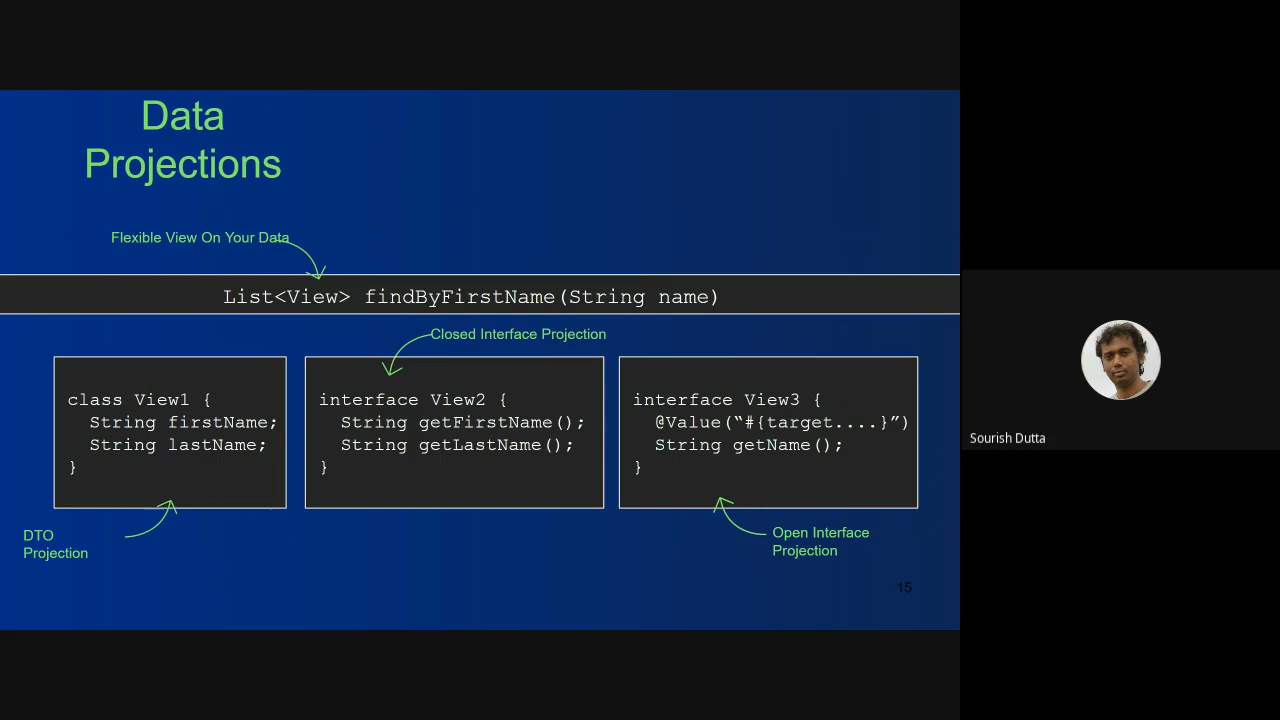 Data
Projections
Flexible View On Your Data
List<View> findByFirstName(String name)
Closed Interface Projection
class View1 {
String firstName;
String lastName;
}
interface View2 {
String getFirstName();
String getLastName();
}
interface View3 {
@Value(“#{target....}”)
String getName();
}
DTO
Projection
Open Interface
Projection
15
Sourish Dutta